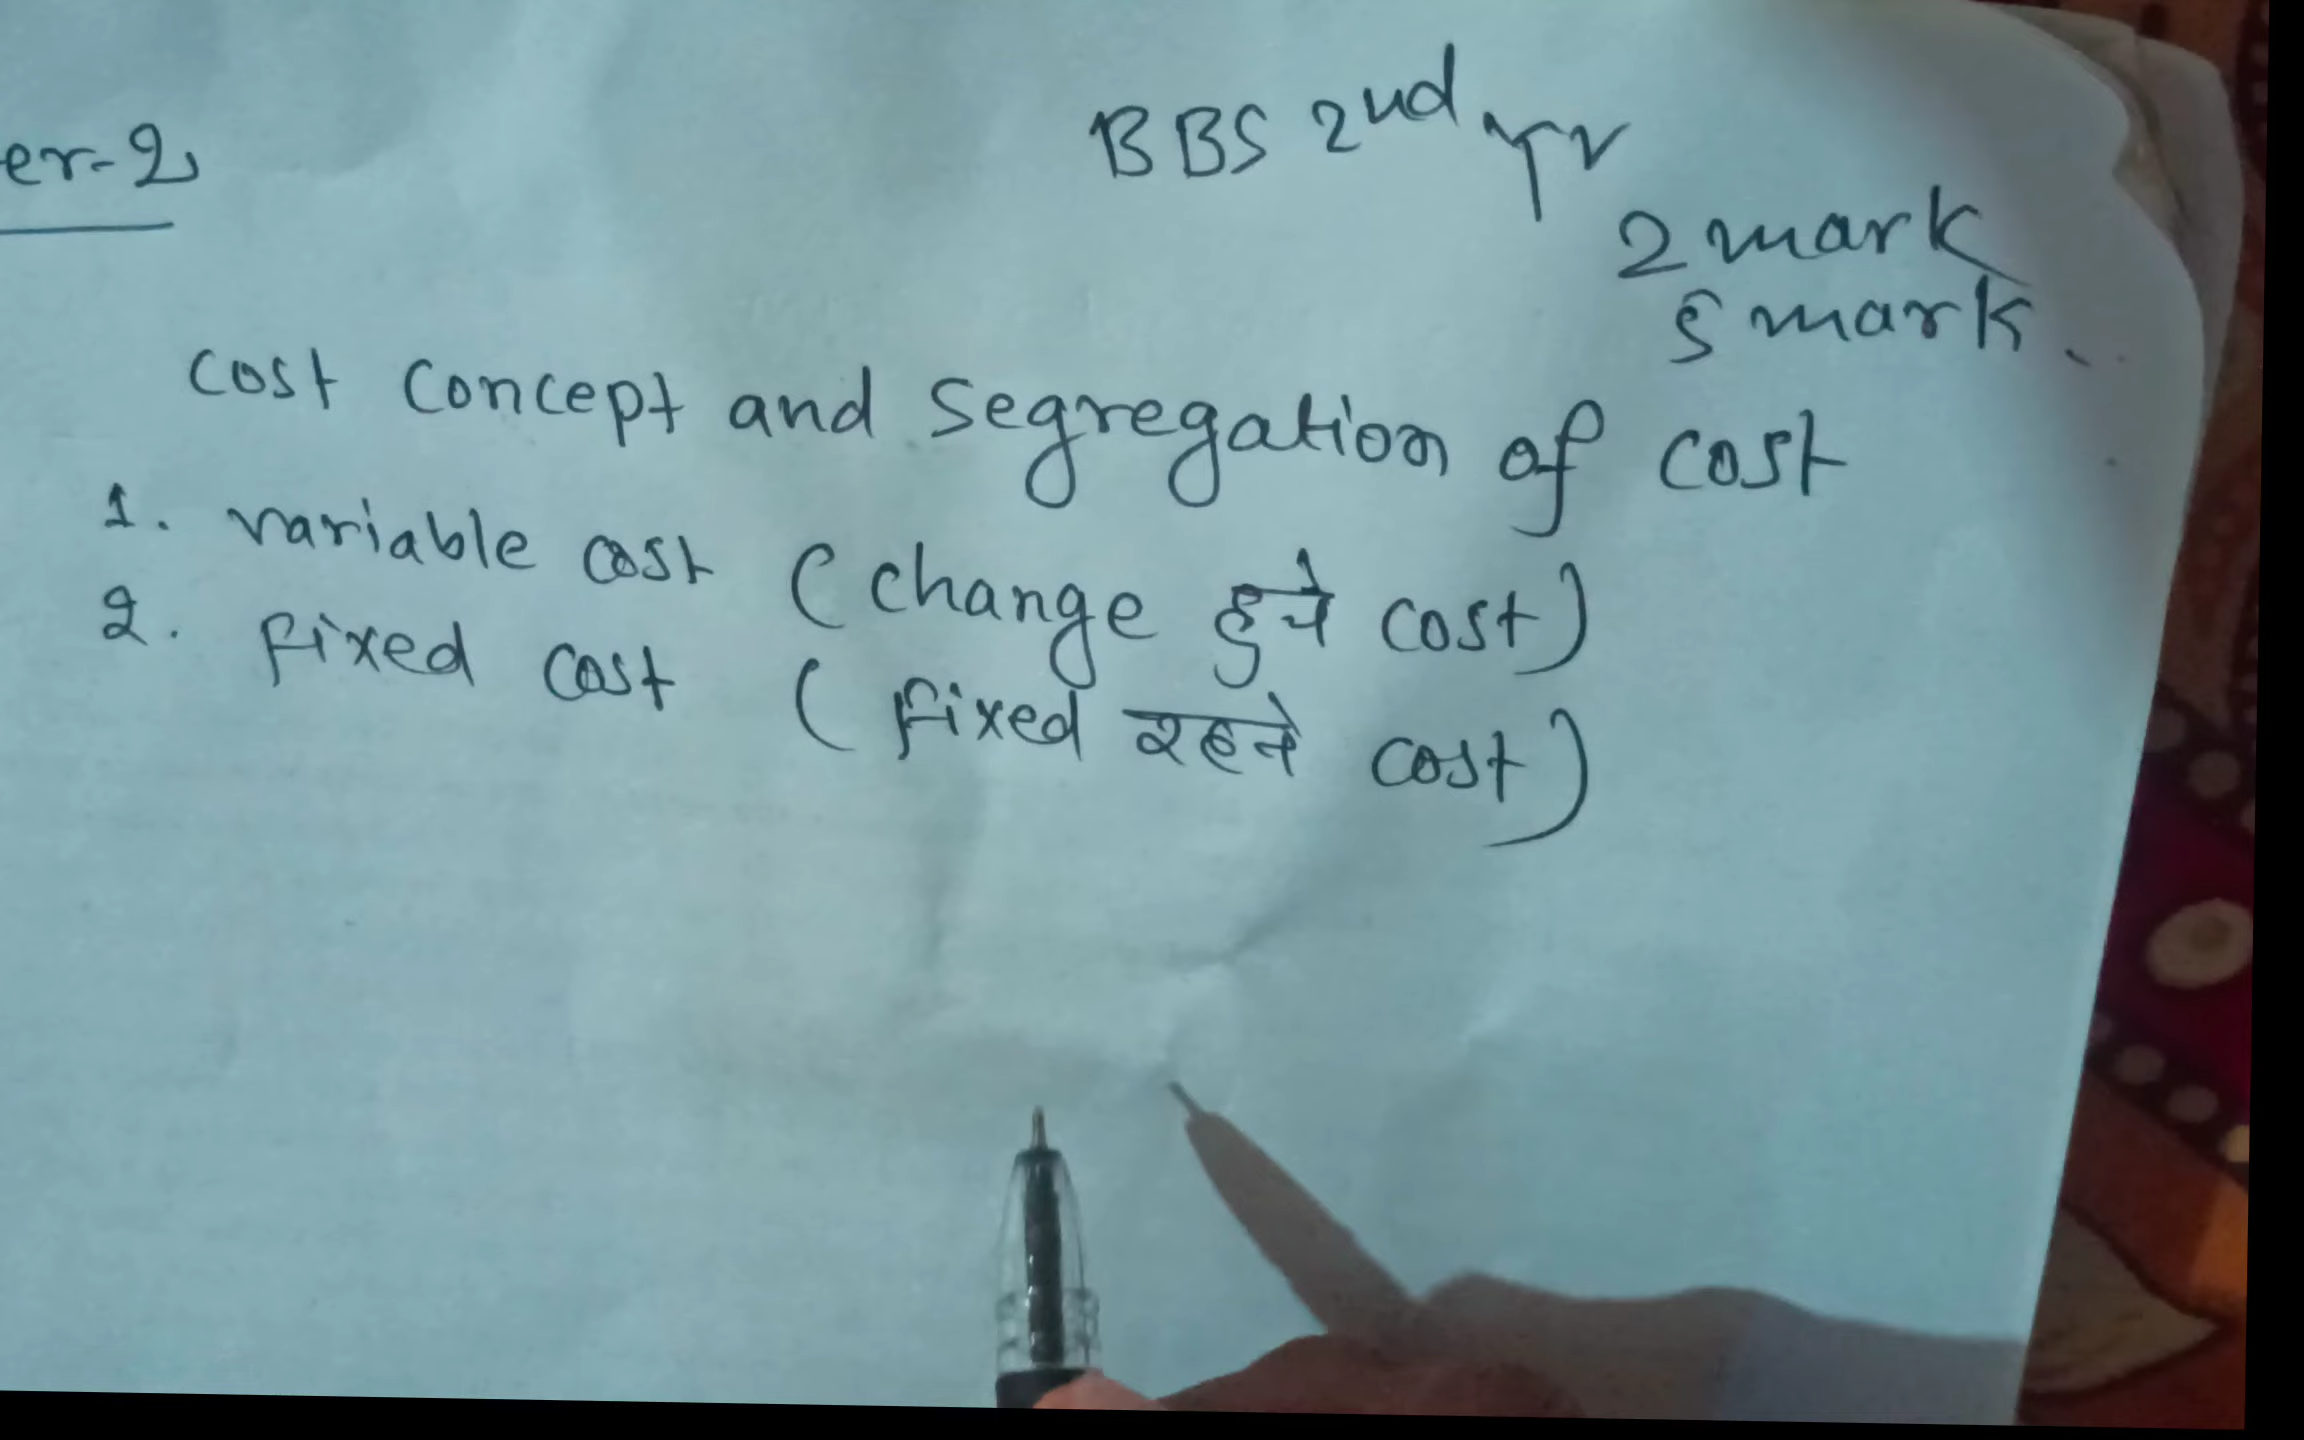 er-2
BBS 2nd yr
2 mark
5 mark.
cost concept and segregation of cost
1. variable cost (change हुने cost)
2. fixed cost (fixed रहने cost)